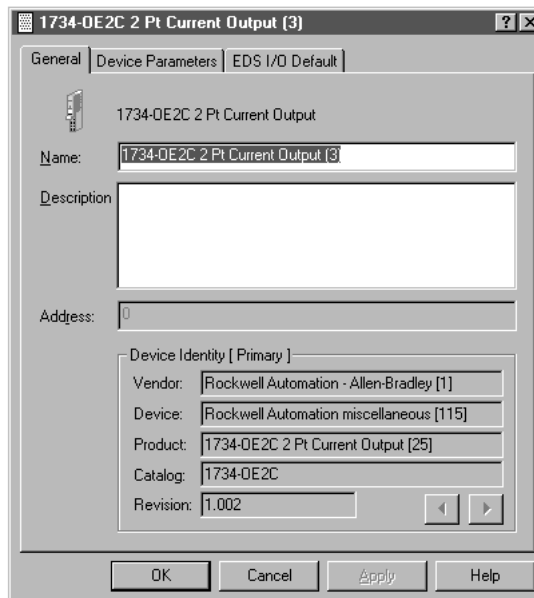 1734-OE2C 2 Pt Current Output (3)
General Device Parameters EDS I/O Default
1734-OE2C 2 Pt Current Output
Name: 1734-OE2C 2 Pt Current Output (3)
Description
Address: 0
Device Identity [ Primary ]
Vendor: Rockwell Automation - Allen-Bradley [1]
Device: Rockwell Automation miscellaneous [115]
Product: 1734-OE2C 2 Pt Current Output [25]
Catalog: 1734-OE2C
Revision: 1.002
OK Cancel Apply Help